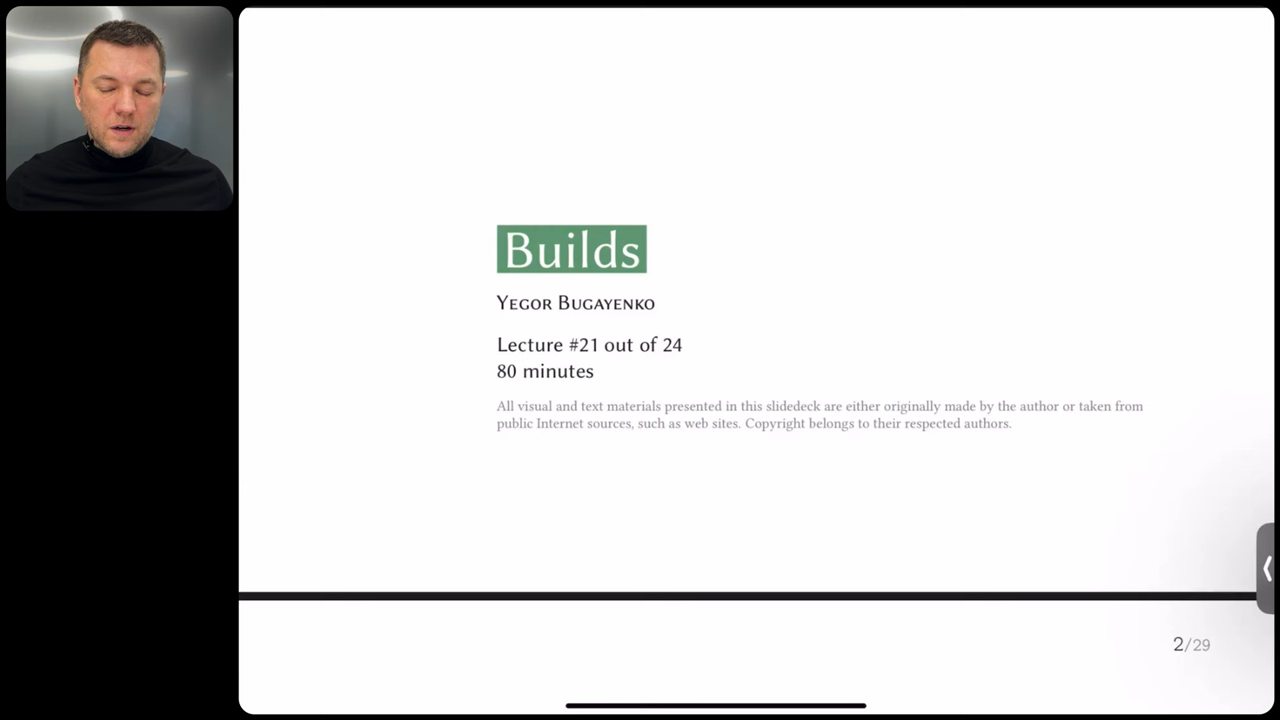 Builds
Yegor Bugayenko
Lecture #21 out of 24
80 minutes
All visual and text materials presented in this slidedeck are either originally made by the author or taken from
public Internet sources, such as web sites. Copyright belongs to their respected authors.
2/29